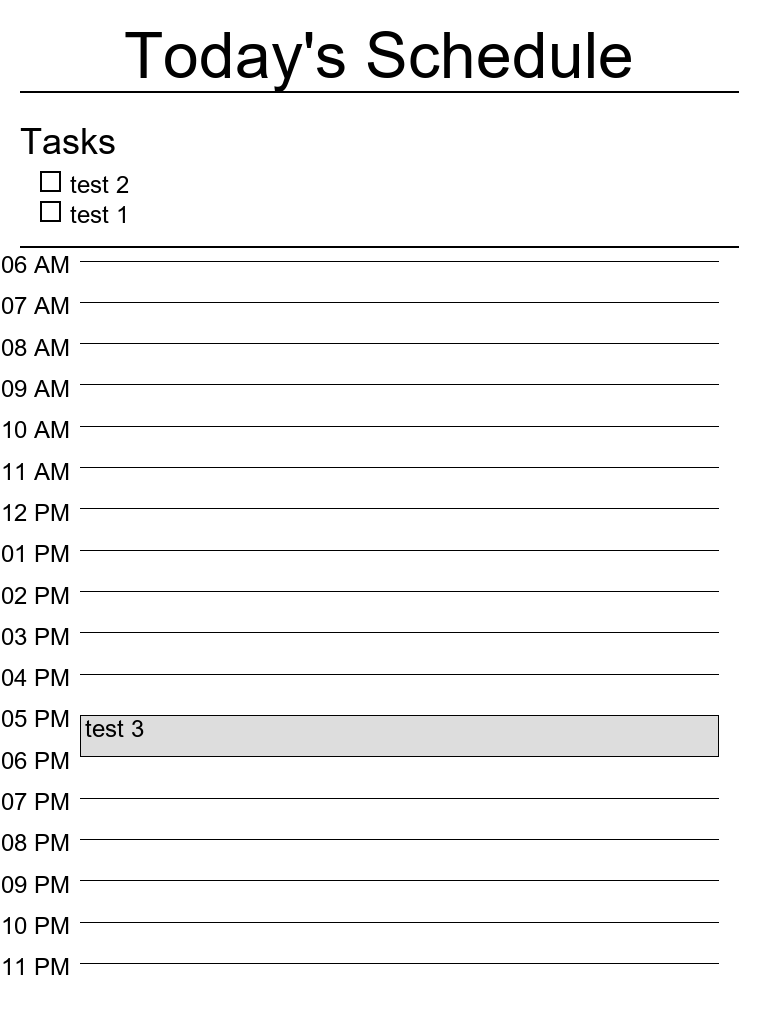 Today's Schedule
Tasks
test 2
test 1
06 AM
07 AM
08 AM
09 AM
10 AM
11 AM
12 PM
01 PM
02 PM
03 PM
04 PM
05 PM test 3
06 PM
07 PM
08 PM
09 PM
10 PM
11 PM